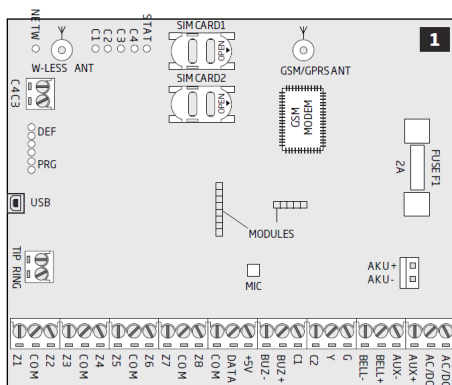 NETW
C1
C2
C3
C4
STAT
SIM CARD1
OPEN
1
W-LESS ANT
GSM/GPRS ANT
SIM CARD2
OPEN
C4 C3
GSM
MODEM
DEF
PRG
FUSE F1
2A
USB
MODULES
TIP RING
MIC
AKU+
AKU-
Z1 COM Z2 Z3 COM Z4 Z5 COM Z6 Z7 COM Z8 COM DATA +5V BUZ- BUZ+ C1 C2 Y G BELL- BELL+ AUX- AUX+ AC/DC AC/DC